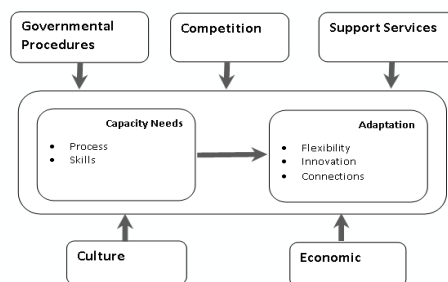 Governmental
Procedures
Competition
Support Services
Capacity Needs
• Process
• Skills
Adaptation
• Flexibility
• Innovation
• Connections
Culture
Economic